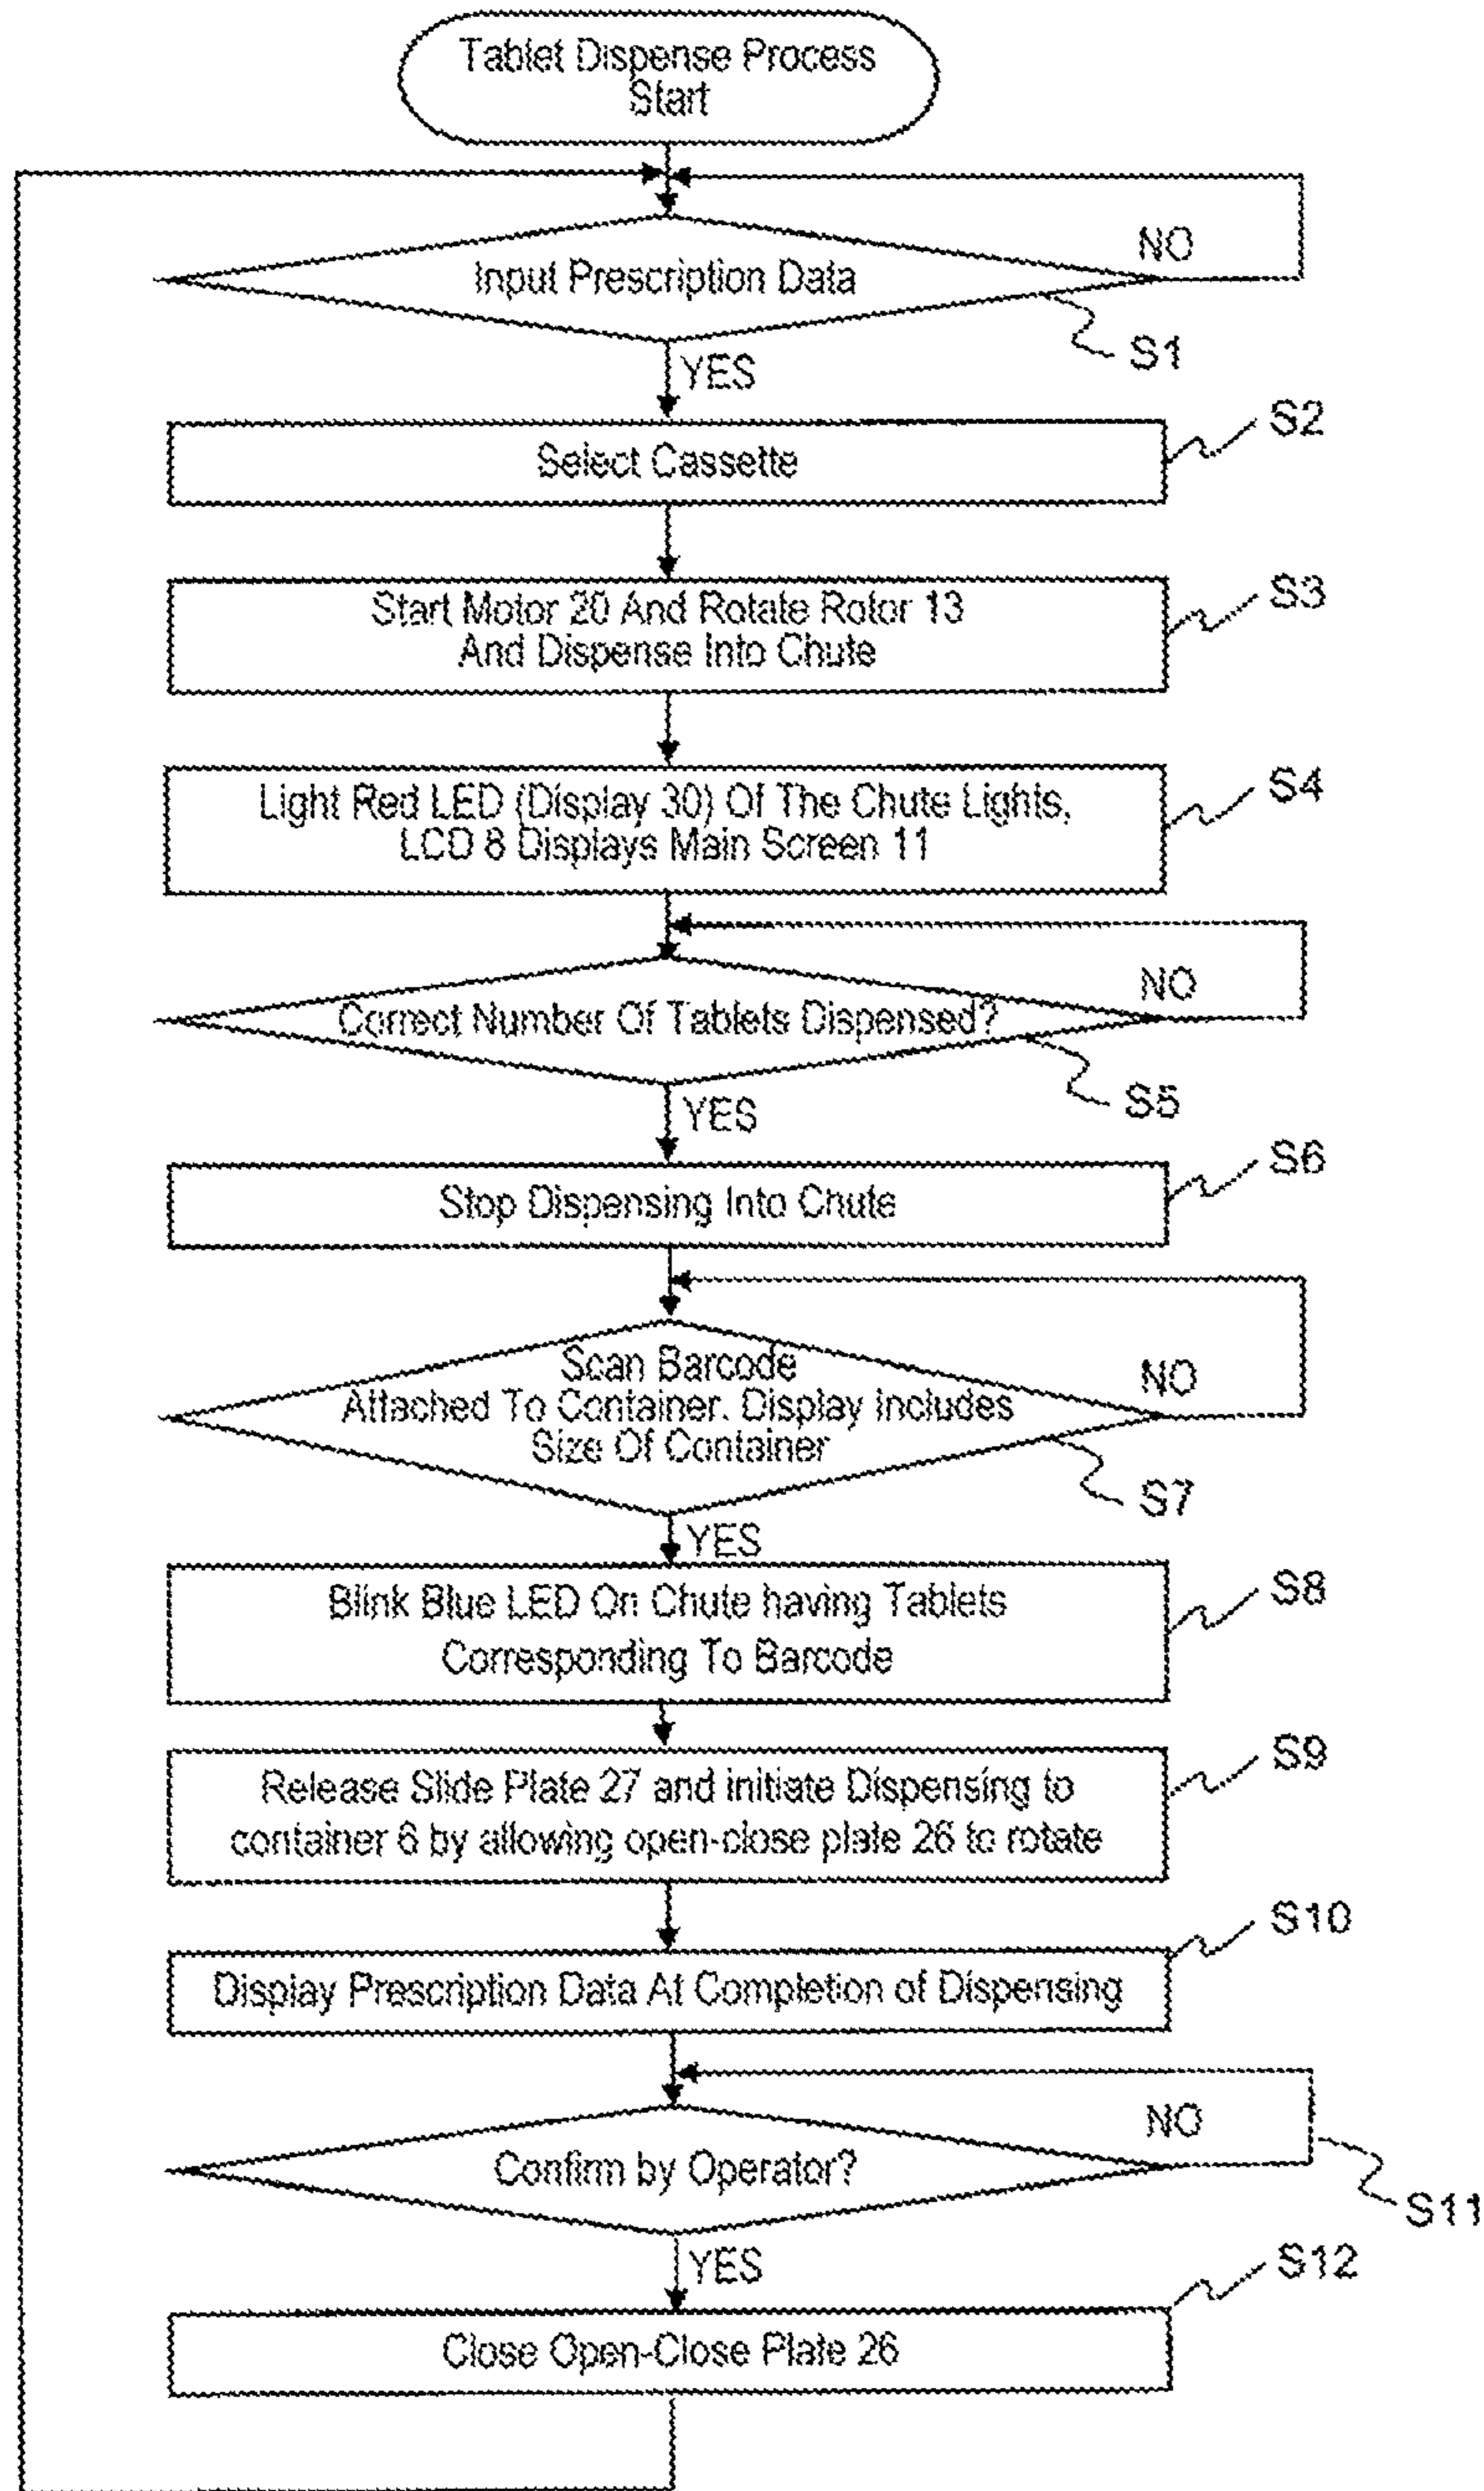 Tablet Dispense Process
Start
NO
Input Prescription Data
S1
YES
S2
Select Cassette
S3
Start Motor 20 And Rotate Rotor 13
And Dispense Into Chute
S4
Light Red LED (Display 30) Of The Chute Lights,
LCD 8 Displays Main Screen 11
NO
Correct Number Of Tablets Dispensed?
S5
YES
S6
Stop Dispensing Into Chute
Scan Barcode
NO
Attached To Container. Display Includes
Size Of Container
S7
YES
S8
Blink Blue LED On Chute having Tablets
Corresponding To Barcode
S9
Release Slide Plate 27 and initiate Dispensing to
container 6 by allowing open-close plate 26 to rotate
S10
Display Prescription Data At Completion of Dispensing
NO
Confirm by Operator?
S11
YES
S12
Close Open-Close Plate 26